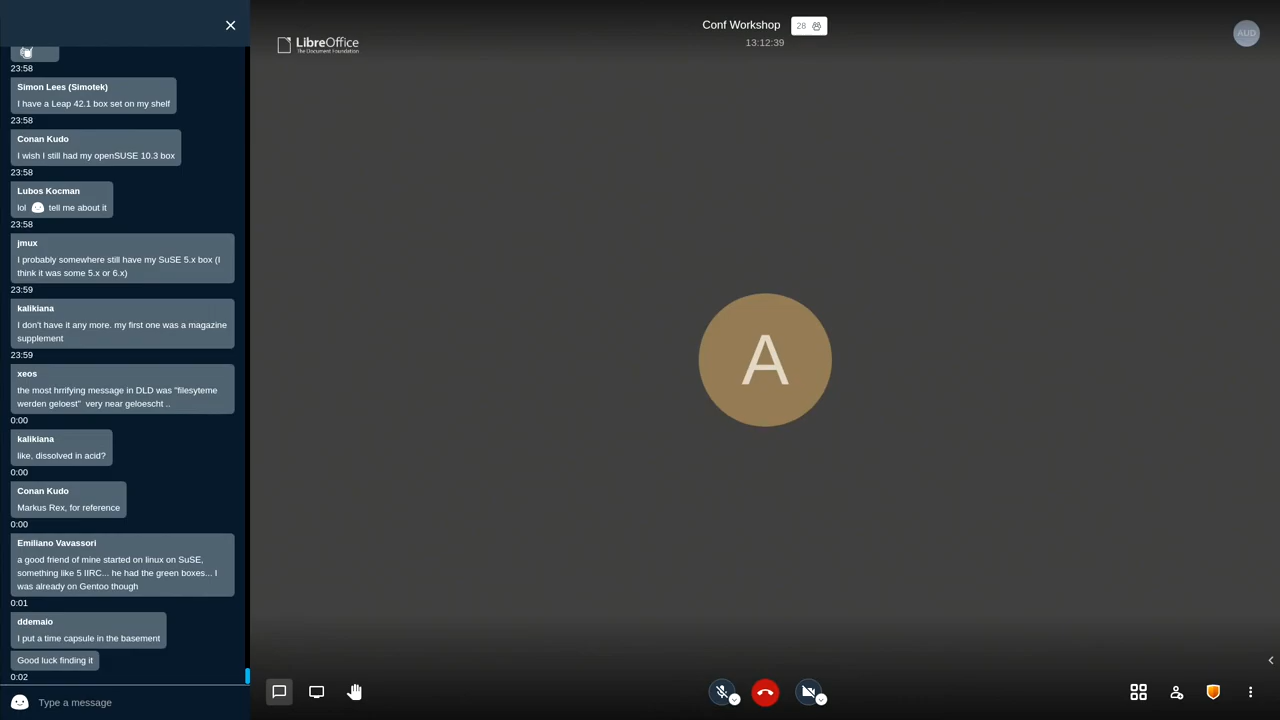 Conf Workshop
28
13:12:39
LibreOffice
The Document Foundation
AUD
A
23:58
Simon Lees (Simotek)
I have a Leap 42.1 box set on my shelf
23:58
Conan Kudo
I wish I still had my openSUSE 10.3 box
23:58
Lubos Kocman
lol tell me about it
23:58
jmux
I probably somewhere still have my SuSE 5.x box (I
think it was some 5.x or 6.x)
23:59
kalikiana
I don't have it any more. my first one was a magazine
supplement
23:59
xeos
the most hrrifying message in DLD was "filesyteme
werden geloest" very near geloescht ..
0:00
kalikiana
like, dissolved in acid?
0:00
Conan Kudo
Markus Rex, for reference
0:00
Emiliano Vavassori
a good friend of mine started on linux on SuSE,
something like 5 IIRC... he had the green boxes... I
was already on Gentoo though
0:01
ddemaio
I put a time capsule in the basement
Good luck finding it
0:02
Type a message